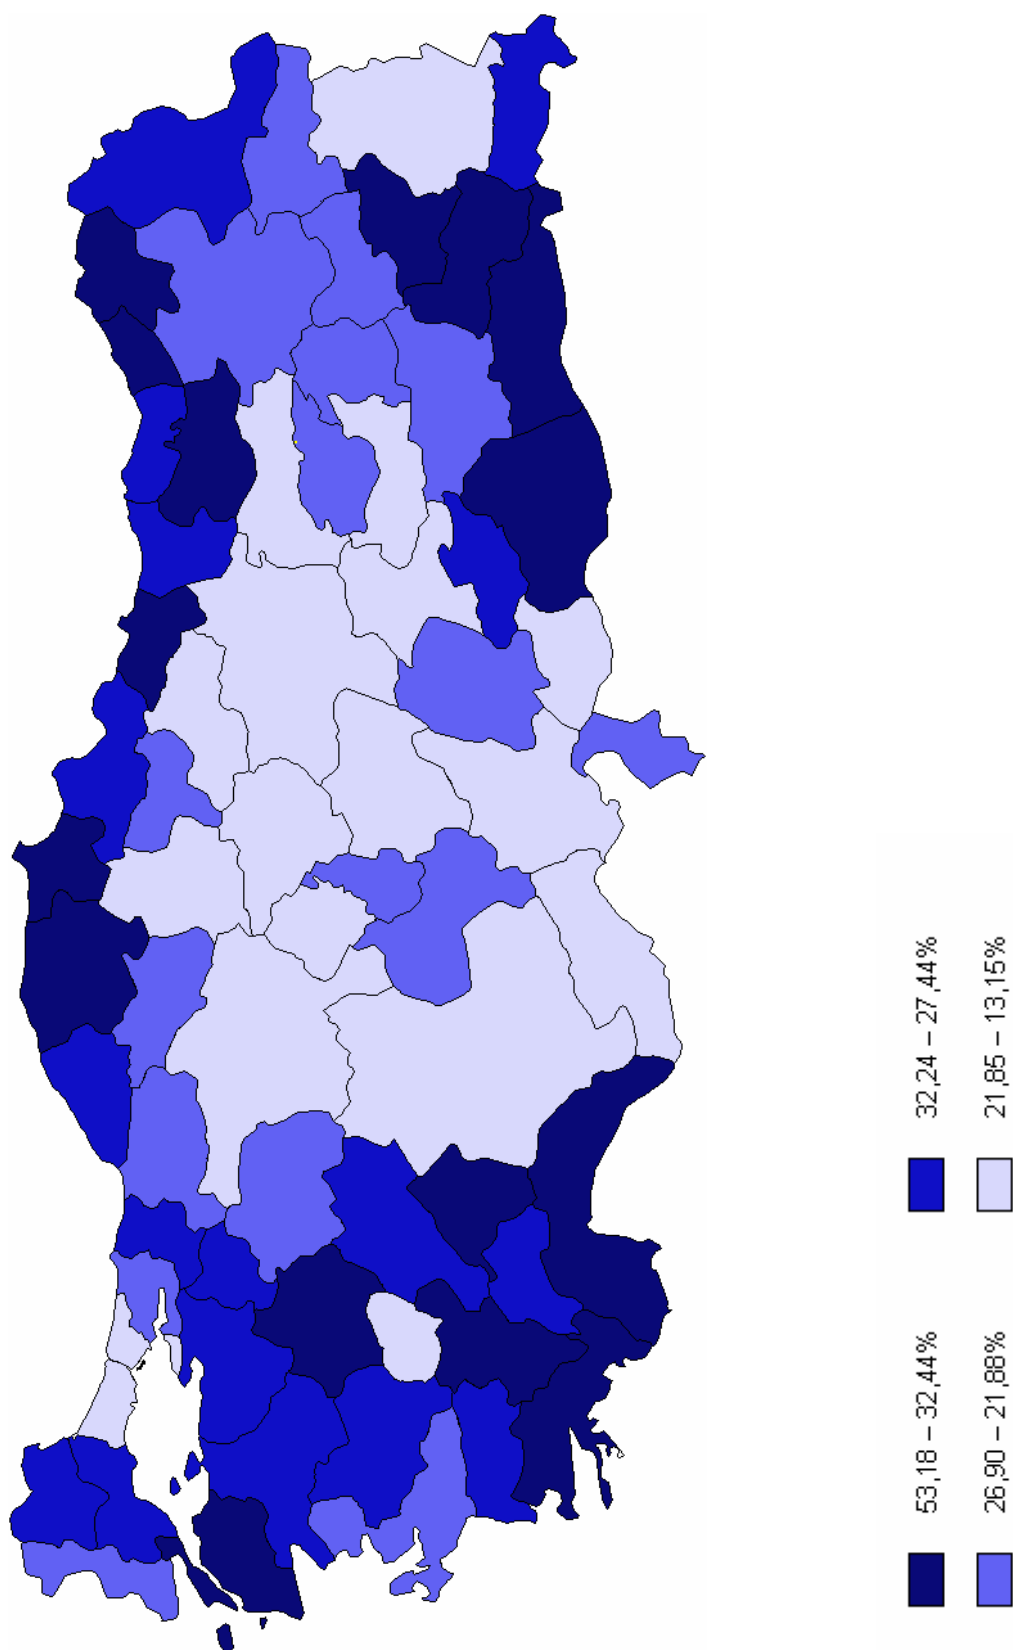 53,18 – 32,44%
32,24 – 27,44%
26,90 – 21,88%
21,85 – 13,15%